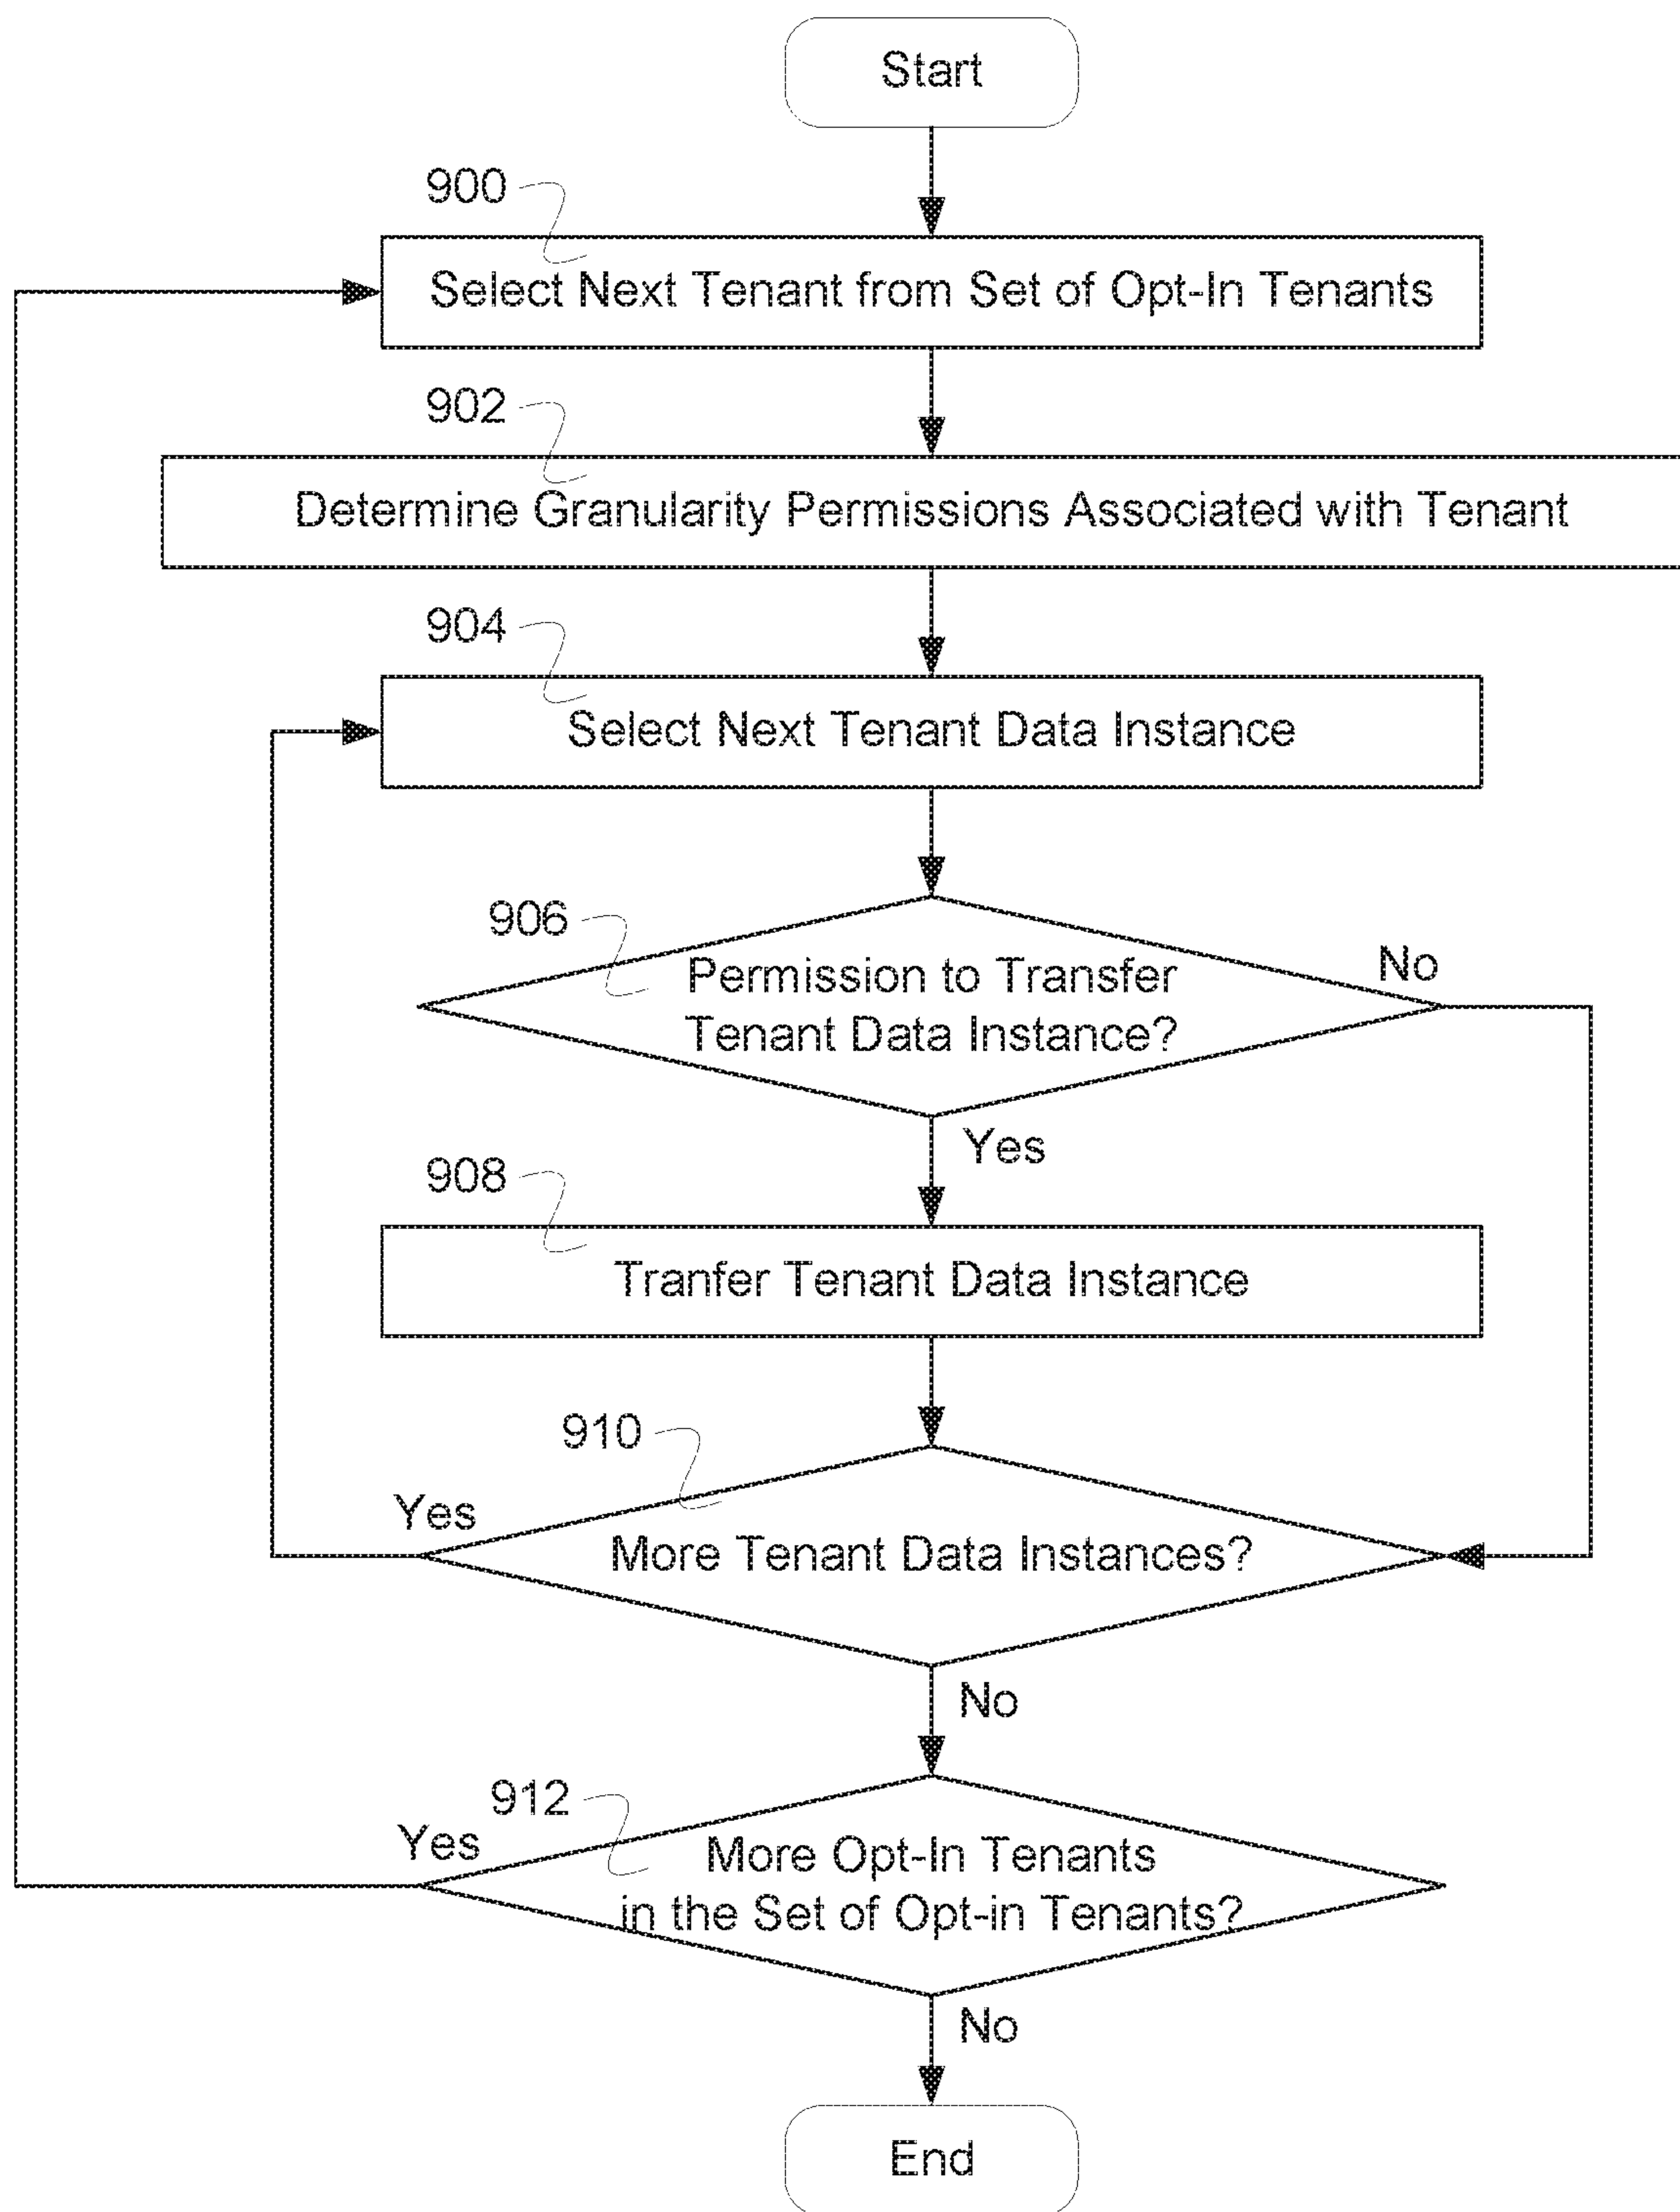 Start
900
Select Next Tenant from Set of Opt-In Tenants
902
Determine Granularity Permissions Associated with Tenant
904
Select Next Tenant Data Instance
906
Permission to Transfer
Tenant Data Instance?
No
Yes
908
Tranfer Tenant Data Instance
910
Yes
More Tenant Data Instances?
No
912
Yes
More Opt-In Tenants
in the Set of Opt-in Tenants?
No
End